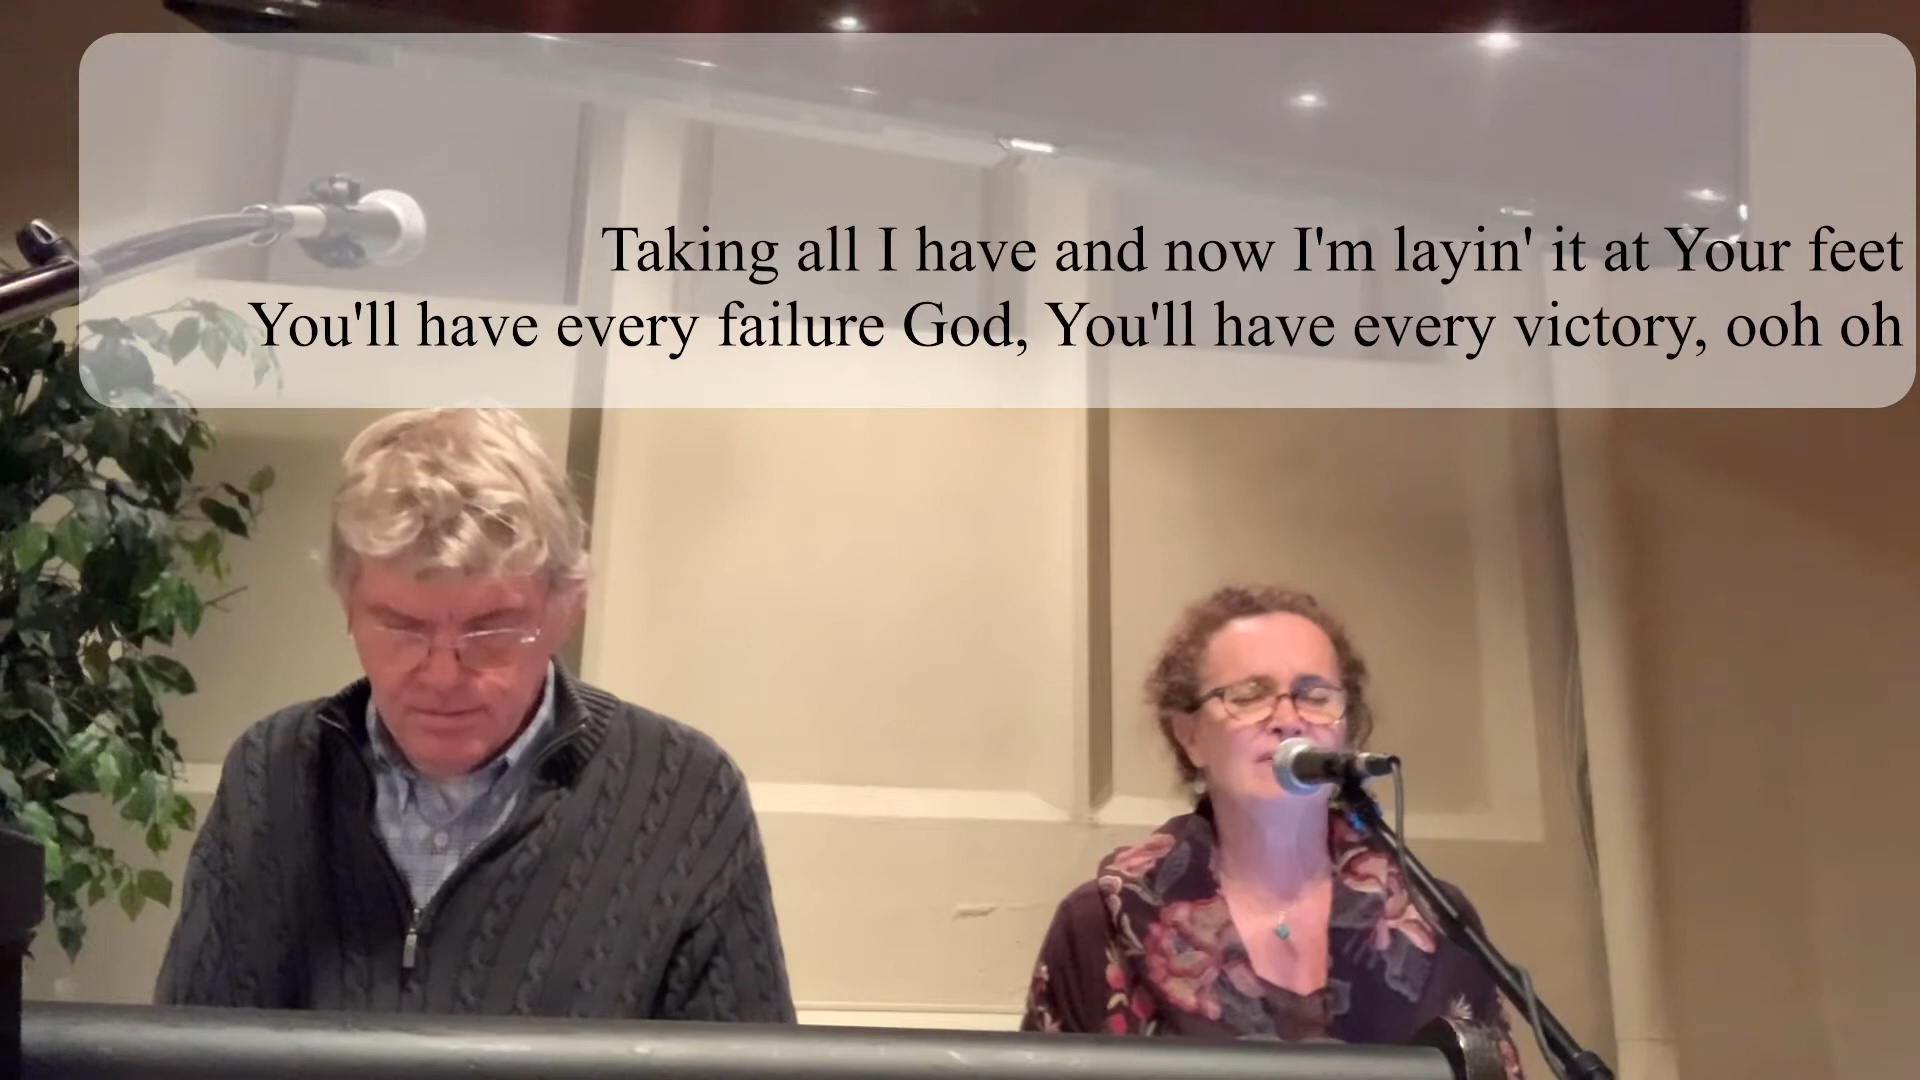 Taking all I have and now I'm layin' it at Your feet
You'll have every failure God, You'll have every victory, ooh oh